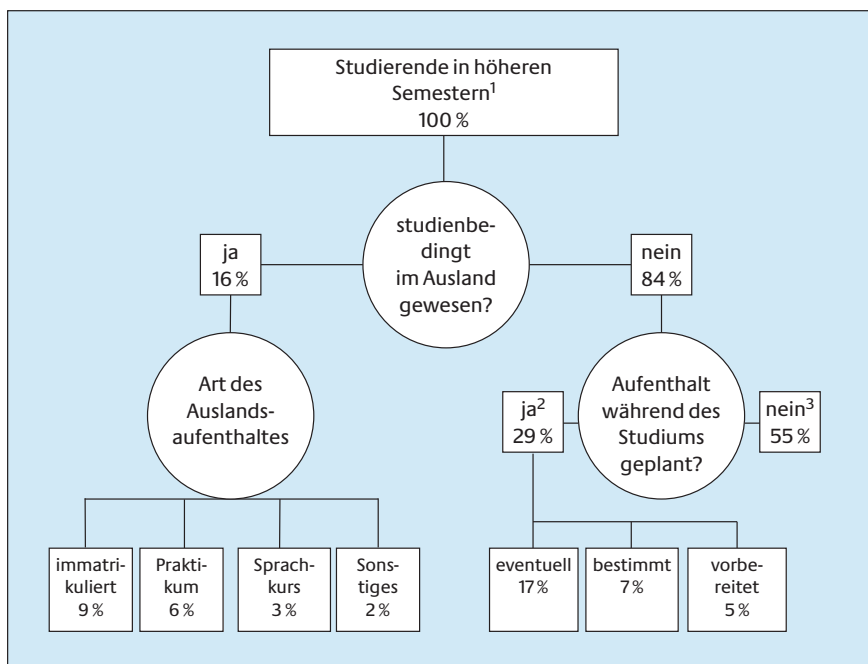 Studierende in höheren
Semestern¹
100 %
studienbe-
dingt
im Ausland
gewesen?
ja
16 %
nein
84 %
Art des
Auslands-
aufenthaltes
Aufenthalt
während des
Studiums
geplant?
ja²
29 %
nein³
55 %
immatri-
kuliert
9 %
Prakti-
kum
6 %
Sprach-
kurs
3 %
Sons-
tiges
2 %
eventuell
17 %
bestimmt
7 %
vorbe-
reitet
5 %